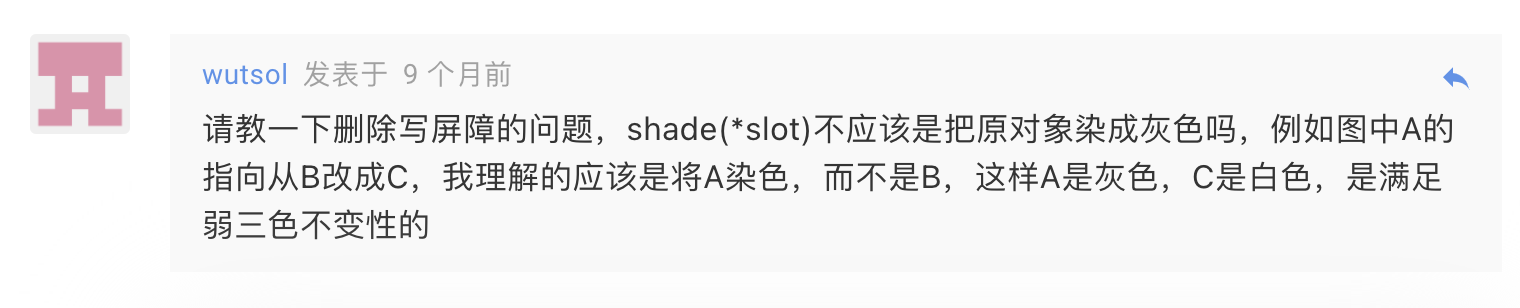 wutsol 发表于 9 个月前
请教一下删除写屏障的问题，shade(*slot)不应该是把原对象染成灰色吗，例如图中A的
指向从B改成C，我理解的应该是将A染色，而不是B，这样A是灰色，C是白色，是满足
弱三色不变性的